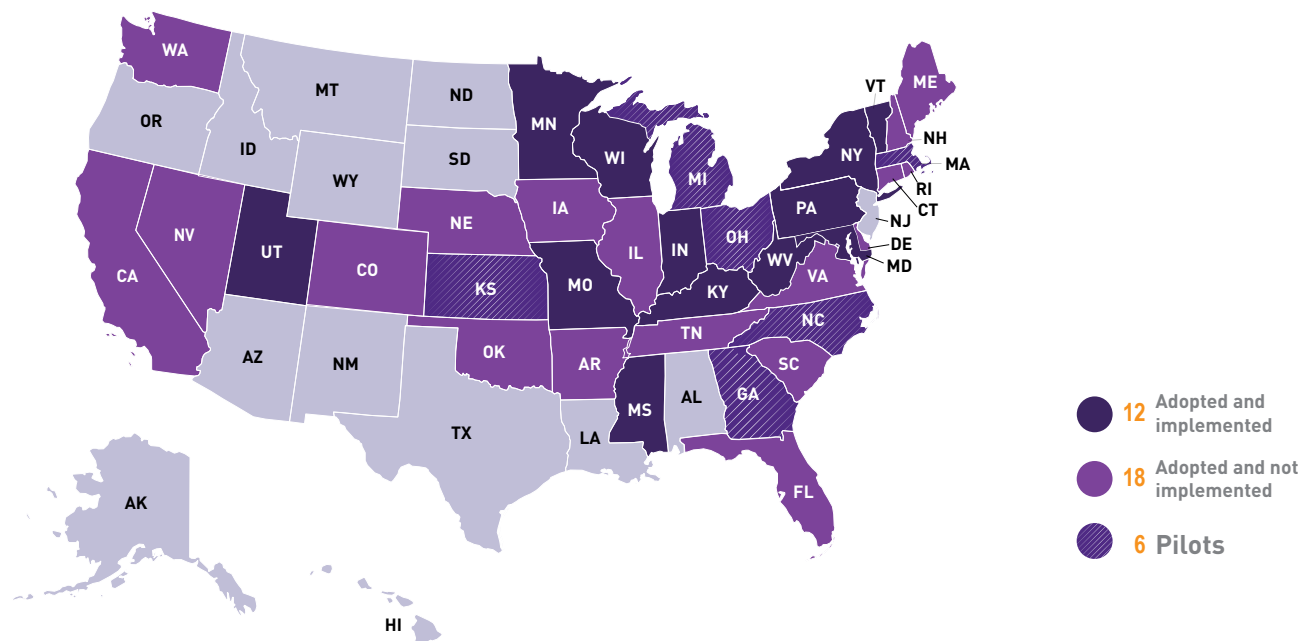 WA
MT
ND
MN
VT
ME
OR
ID
SD
WI
NY
NH
MA
WY
MI
RI
CT
NE
IA
PA
NJ
NV
UT
CO
IL
IN
OH
DE
MD
CA
KS
MO
WV
VA
KY
NC
AZ
NM
OK
AR
TN
SC
MS
AL
GA
TX
LA
FL
AK
HI
12 Adopted and
implemented
18 Adopted and not
implemented
6 Pilots